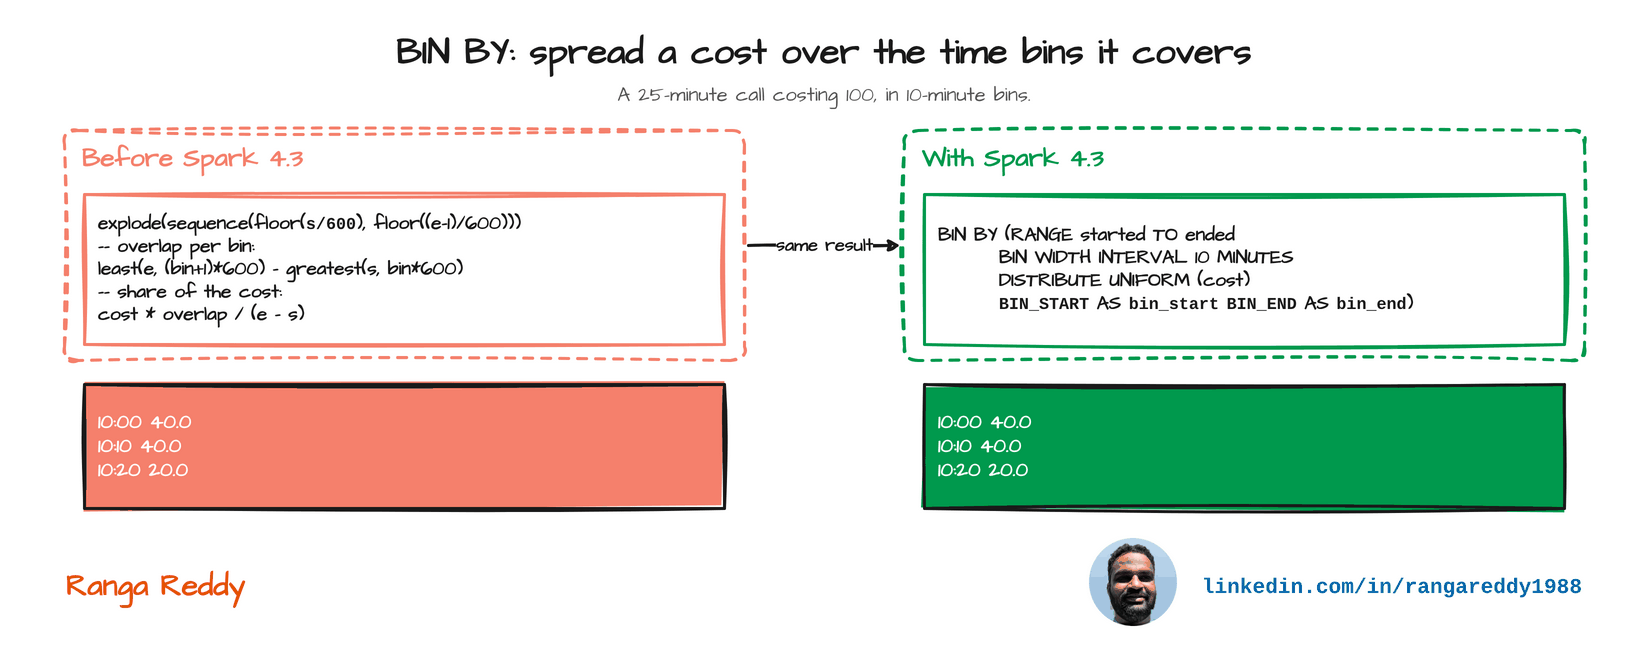 BIN BY: spread a cost over the time bins it covers
A 25-minute call costing 100, in 10-minute bins.
Before Spark 4.3
explode(sequence(floor(s/600), floor((e-1)/600)))
-- overlap per bin:
least(e, (bin+1)*600) - greatest(s, bin*600)
-- share of the cost:
cost * overlap / (e - s)
same result
With Spark 4.3
BIN BY (RANGE started TO ended
BIN WIDTH INTERVAL 10 MINUTES
DISTRIBUTE UNIFORM (cost)
BIN_START AS bin_start BIN_END AS bin_end)
10:00 40.0
10:10 40.0
10:20 20.0
10:00 40.0
10:10 40.0
10:20 20.0
Ranga Reddy
linkedin.com/in/rangareddy1988